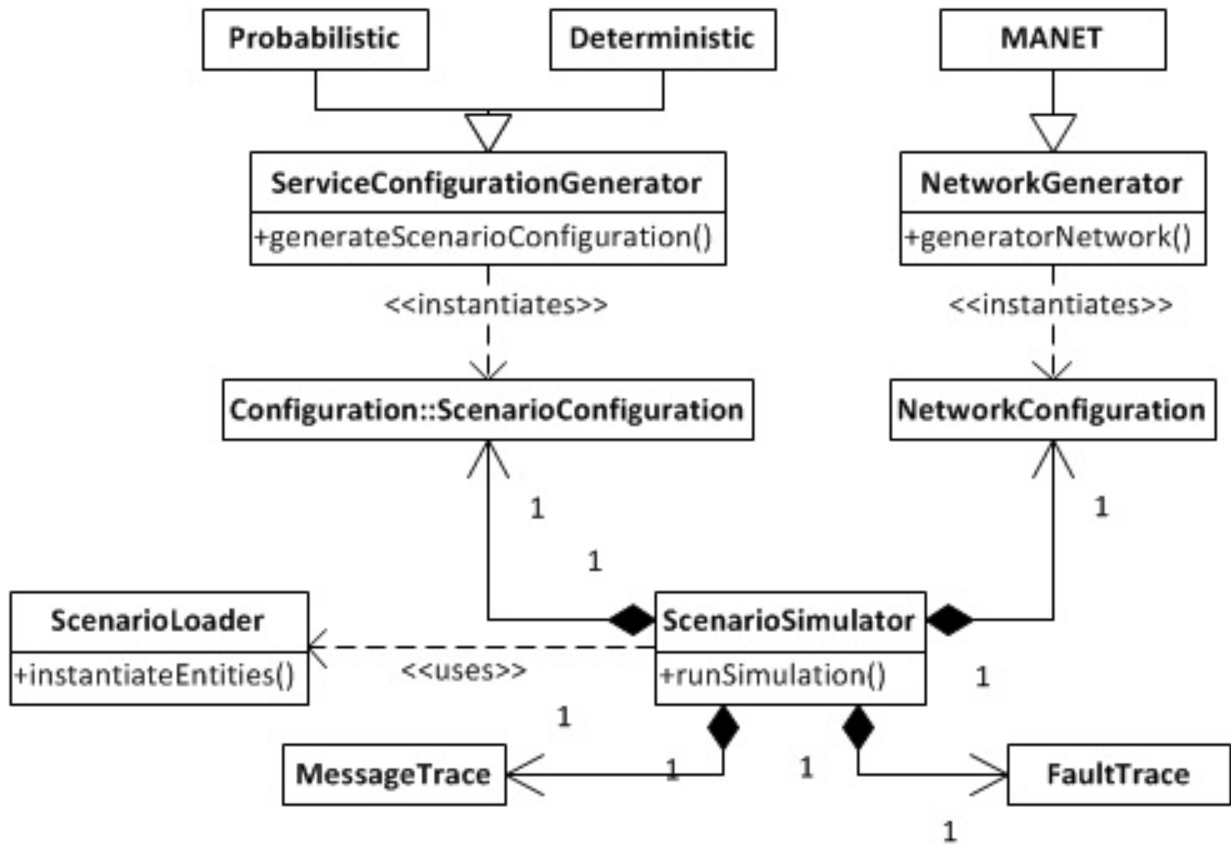 Probabilistic
Deterministic
MANET
ServiceConfigurationGenerator
+generateScenarioConfiguration()
NetworkGenerator
+generatorNetwork()
<<instantiates>>
<<instantiates>>
Configuration::ScenarioConfiguration
NetworkConfiguration
1
1
1
ScenarioLoader
+instantiateEntities()
<<uses>>
ScenarioSimulator
+runSimulation()
1
1
1
1
MessageTrace
FaultTrace
1